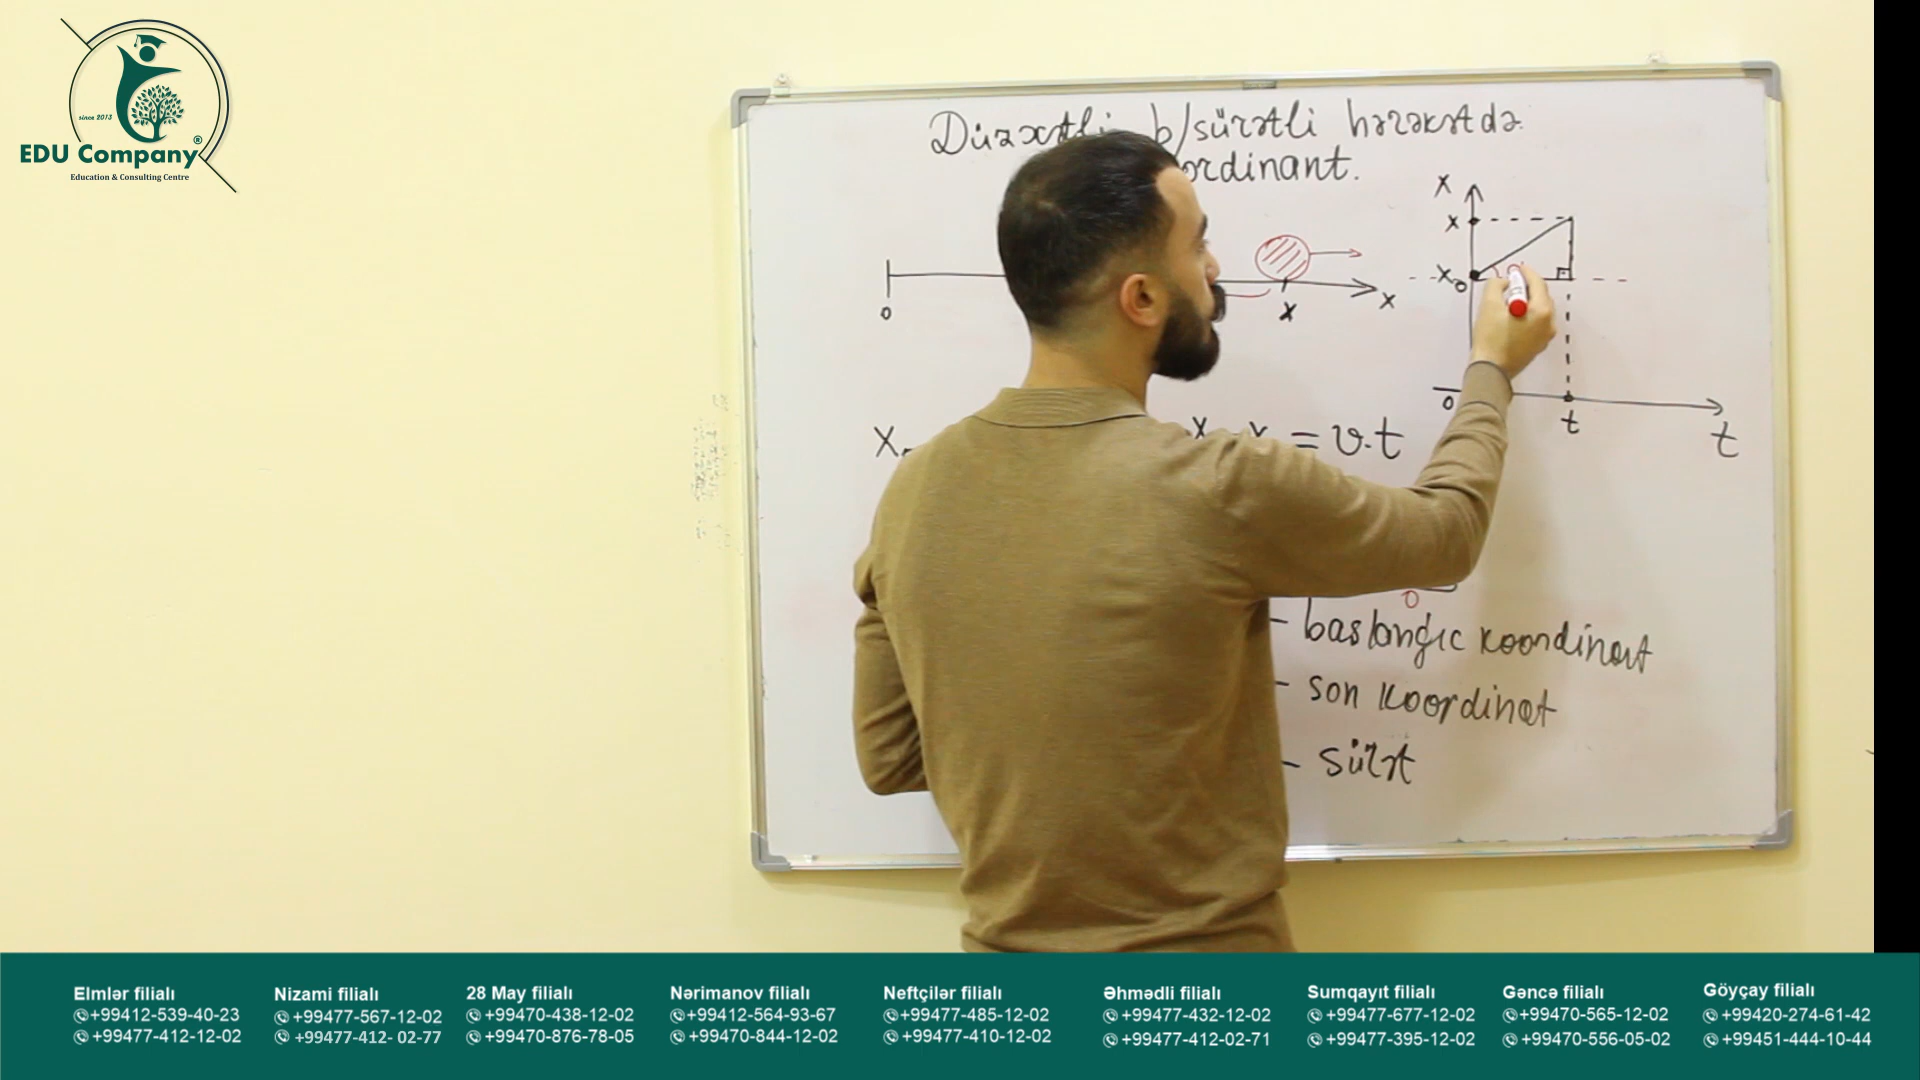 since 2013
EDU Company®
Education & Consulting Centre
b/sürətli hərəkətdə.
x
x
x₀
0
x
x
0
t
t
= v.t
- başlanğıc koordinat
- son koordinat
- sürət
Elmlər filialı
+99412-539-40-23
+99477-412-12-02
Nizami filialı
+99477-567-12-02
+99477-412- 02-77
28 May filialı
+99470-438-12-02
+99470-876-78-05
Nərimanov filialı
+99412-564-93-67
+99470-844-12-02
Neftçilər filialı
+99477-485-12-02
+99477-410-12-02
Əhmədli filialı
+99477-432-12-02
+99477-412-02-71
Sumqayıt filialı
+99477-677-12-02
+99477-395-12-02
Gəncə filialı
+99470-565-12-02
+99470-556-05-02
Göyçay filialı
+99420-274-61-42
+99451-444-10-44